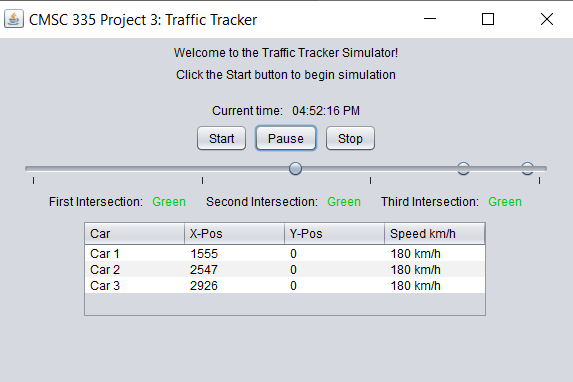 CMSC 335 Project 3: Traffic Tracker
Welcome to the Traffic Tracker Simulator!
Click the Start button to begin simulation
Current time: 04:52:16 PM
Start Pause Stop
First Intersection: Green Second Intersection: Green Third Intersection: Green
Car X-Pos Y-Pos Speed km/h
Car 1 1555 0 180 km/h
Car 2 2547 0 180 km/h
Car 3 2926 0 180 km/h